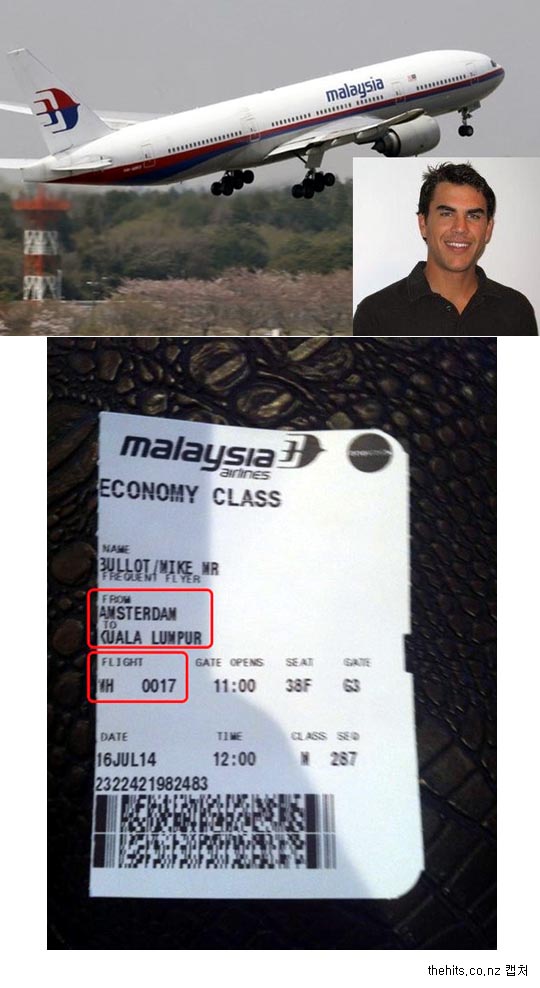 malaysia
malaysia
airlines
ECONOMY CLASS
NAME
BULLOT/MIKE MR
FREQUENT FLYER
FROM
AMSTERDAM
TO
KUALA LUMPUR
FLIGHT GATE OPENS SEAT GATE
MH 0017 11:00 38F G3
DATE TIME CLASS SEQ
16JUL14 12:00 M 287
2322421982483
thehits.co.nz 캡처